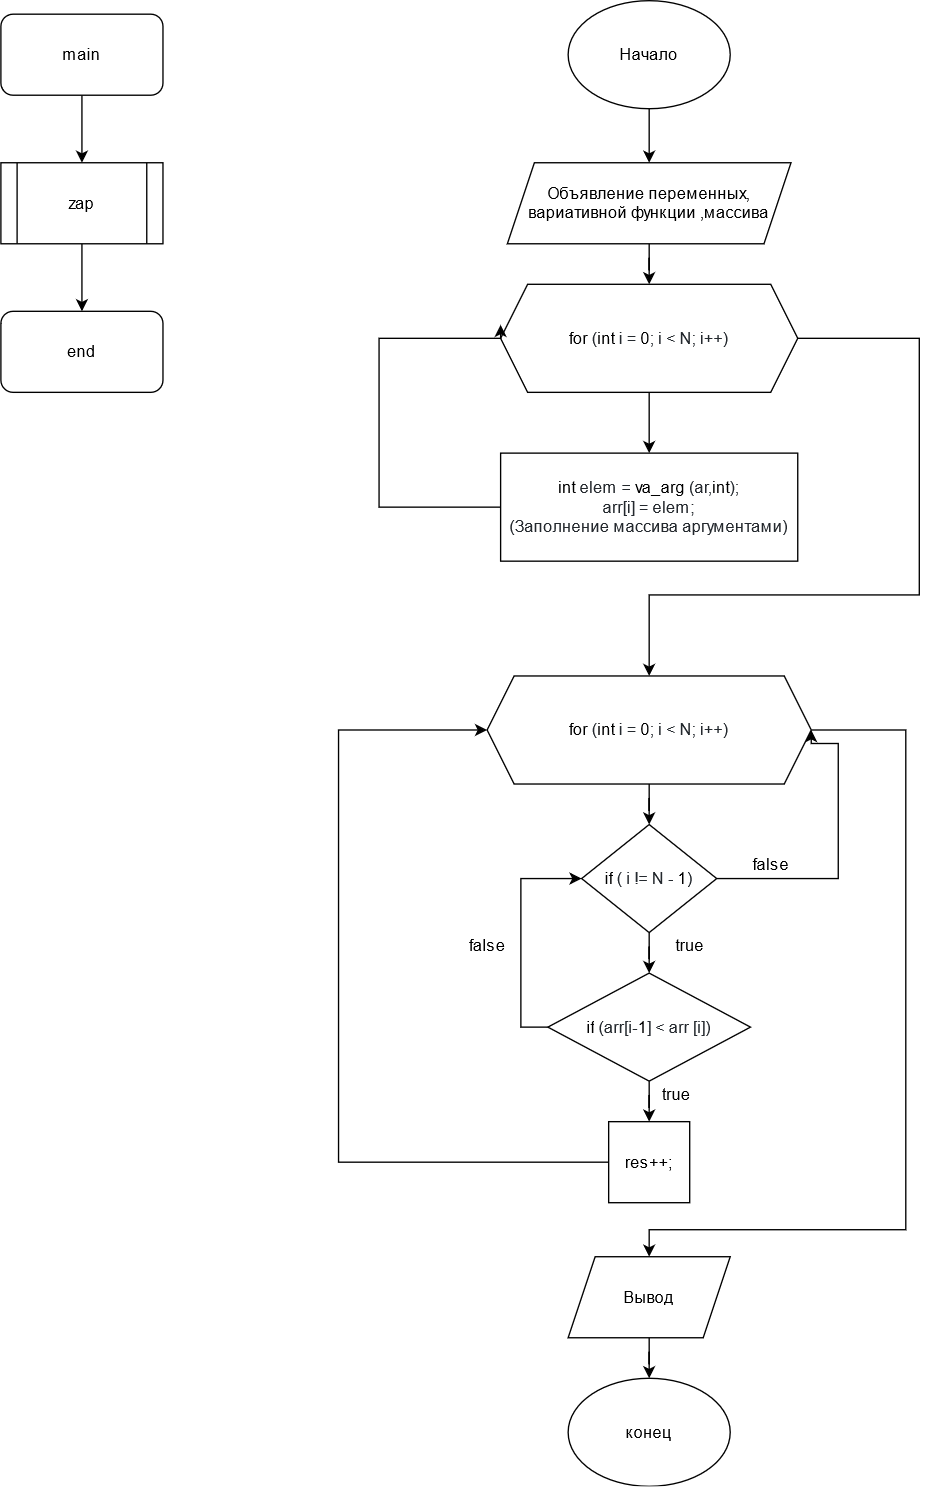 main
zap
end
Начало
Объявление переменных,
вариативной функции ,массива
for (int i = 0; i < N; i++)
int elem = va_arg (ar,int);
arr[i] = elem;
(Заполнение массива аргументами)
for (int i = 0; i < N; i++)
if ( i != N - 1)
false
false
true
if (arr[i-1] < arr [i])
true
res++;
Вывод
конец